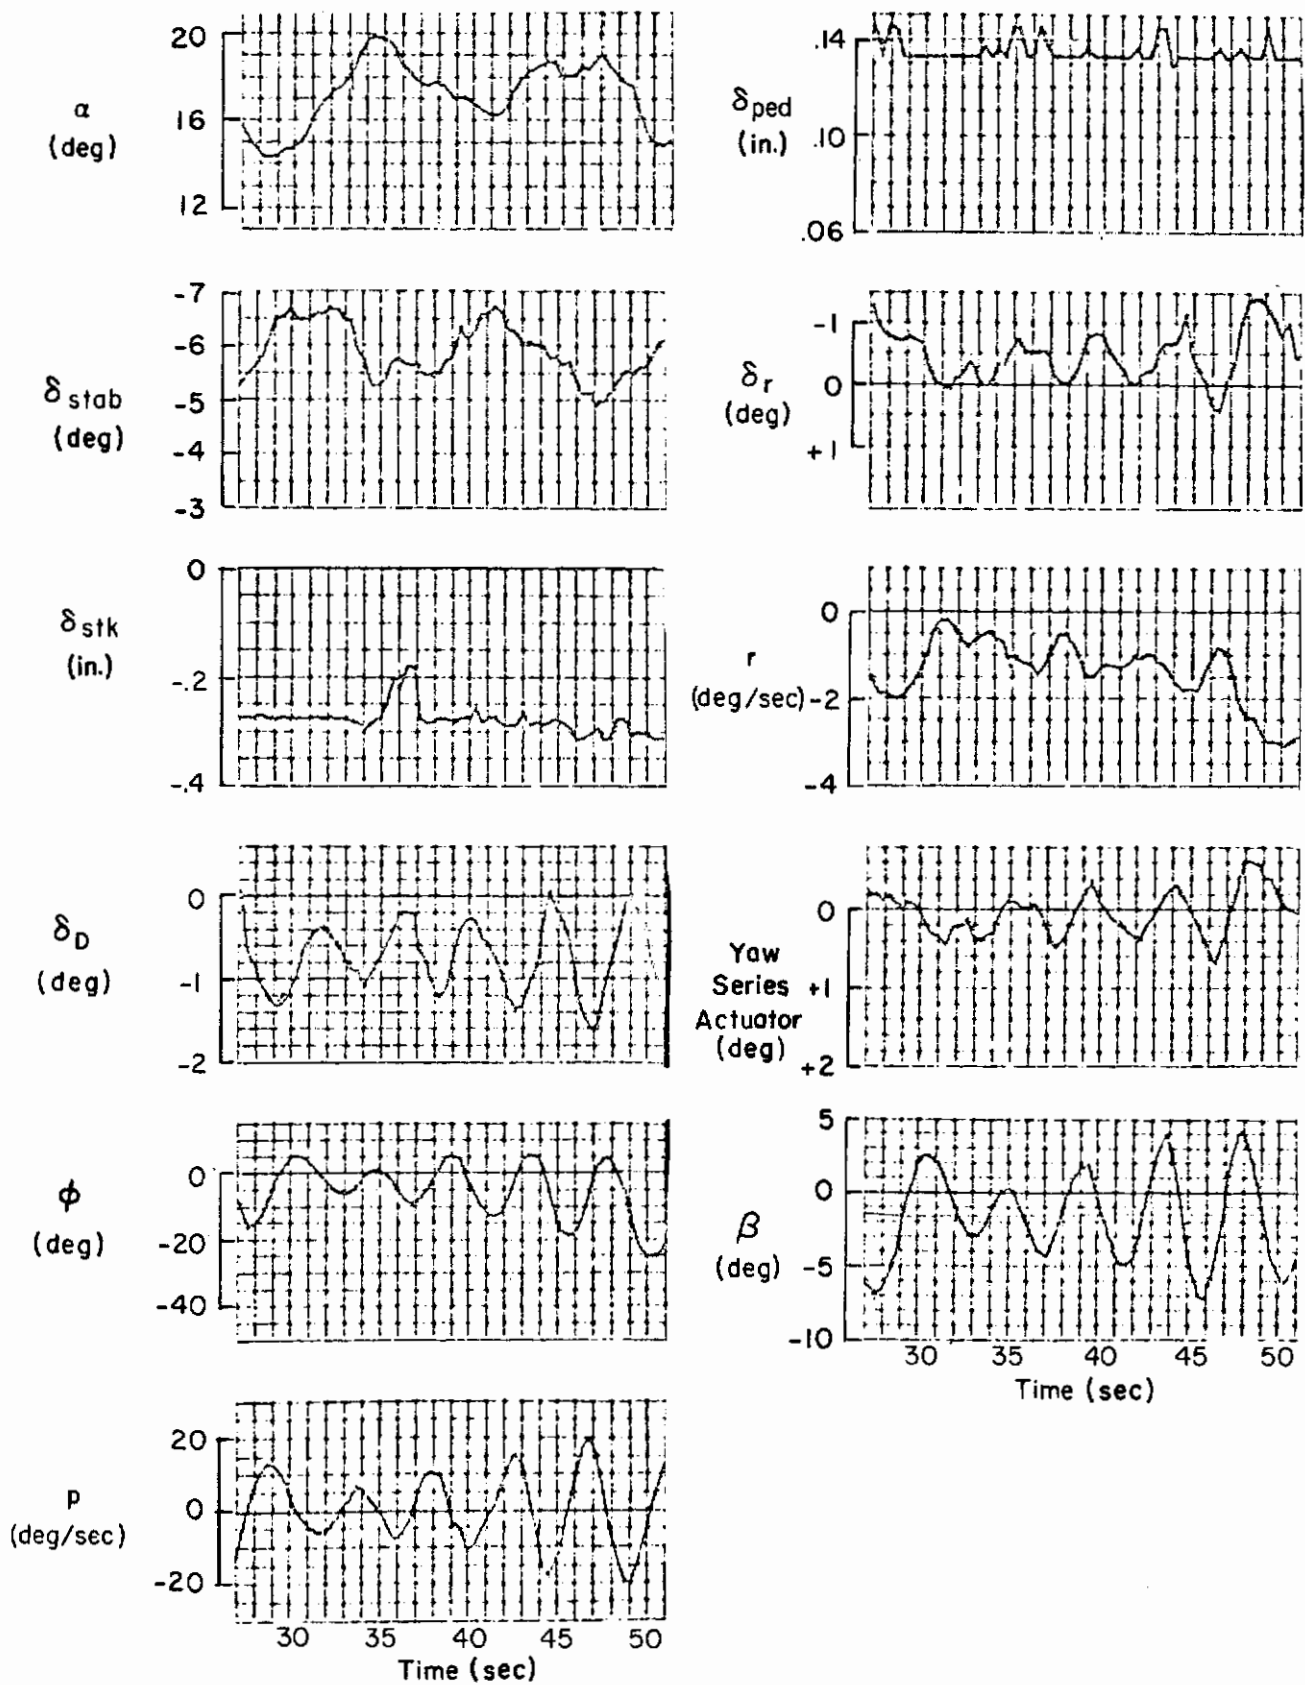 20
16
12
α
(deg)
-7
-6
-5
-4
-3
δstab
(deg)
0
-.2
-.4
δstk
(in.)
0
-1
-2
δD
(deg)
0
-20
-40
ϕ
(deg)
20
0
-20
p
(deg/sec)
30 35 40 45 50
Time (sec)
.14
.10
.06
δped
(in.)
-1
0
+1
δr
(deg)
0
-2
-4
r
(deg/sec)
0
+1
+2
Yaw
Series
Actuator
(deg)
5
0
-5
-10
β
(deg)
30 35 40 45 50
Time (sec)